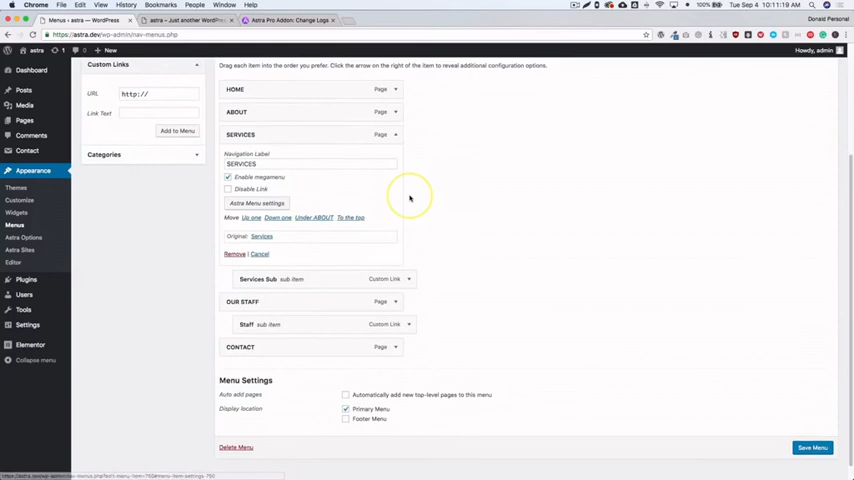 Chrome File Edit View History Bookmarks People Window Help
100% Tue Sep 4 10:11:19 AM
Menus ‹ astra — WordPress
astra – Just another WordPres
Astra Pro Addon: Change Logs
Donald Personal
https://astra.dev/wp-admin/nav-menus.php
astra 1 + New
Howdy, admin
Dashboard
Posts
Media
Pages
Comments
Contact
Appearance
Themes
Customize
Widgets
Menus
Astra Options
Astra Sites
Editor
Plugins
Users
Tools
Settings
Elementor
Collapse menu
Custom Links
URL http://
Link Text
Add to Menu
Categories
Drag each item into the order you prefer. Click the arrow on the right of the item to reveal additional configuration options.
HOME Page
ABOUT Page
SERVICES Page
Navigation Label
SERVICES
Enable megamenu
Disable Link
Astra Menu settings
Move Up one Down one Under ABOUT To the top
Original: Services
Remove | Cancel
Services Sub sub item Custom Link
OUR STAFF Page
Staff sub item Custom Link
CONTACT Page
Menu Settings
Auto add pages Automatically add new top-level pages to this menu
Display location Primary Menu
Footer Menu
Delete Menu
Save Menu